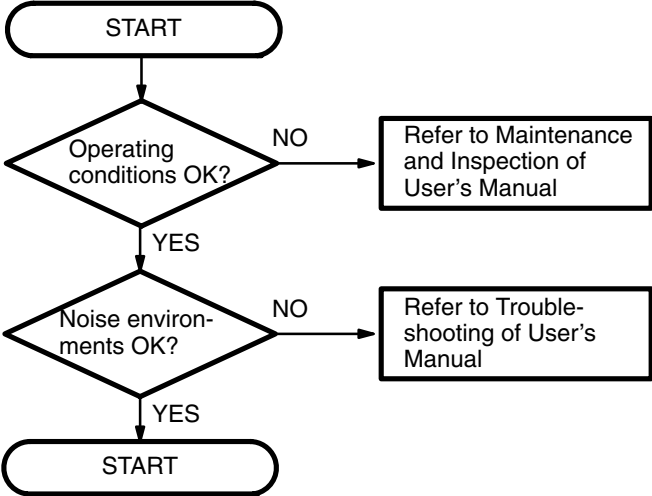 START
Operating
conditions OK?
NO
Refer to Maintenance
and Inspection of
User's Manual
YES
Noise environ-
ments OK?
NO
Refer to Trouble-
shooting of User's
Manual
YES
START